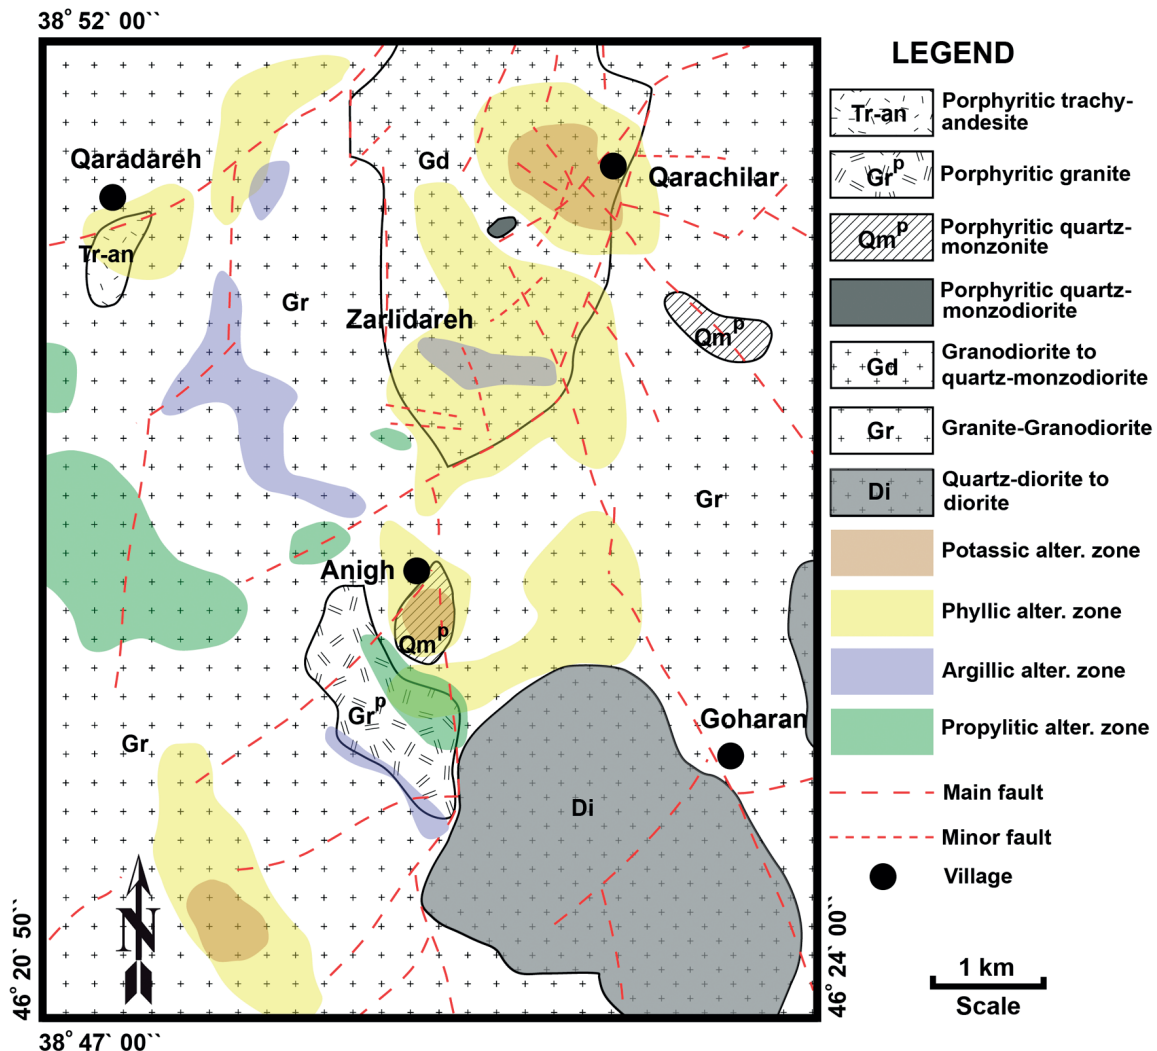 38° 52` 00``
LEGEND
Tr-an
Porphyritic trachy-
andesite
Gr^p
Porphyritic granite
Qm^p
Porphyritic quartz-
monzonite
Porphyritic quartz-
monzodiorite
Gd
Granodiorite to
quartz-monzodiorite
Gr
Granite-Granodiorite
Di
Quartz-diorite to
diorite
Potassic alter. zone
Phyllic alter. zone
Argillic alter. zone
Propylitic alter. zone
Main fault
Minor fault
Village
1 km
Scale
Qaradareh
Gd
Qarachilar
Tr-an
Gr
Zarlidareh
Qm^p
Gr
Anigh
Qm^p
Gr^p
Goharan
Gr
Di
N
46° 20` 50``
46° 24` 00``
38° 47` 00``